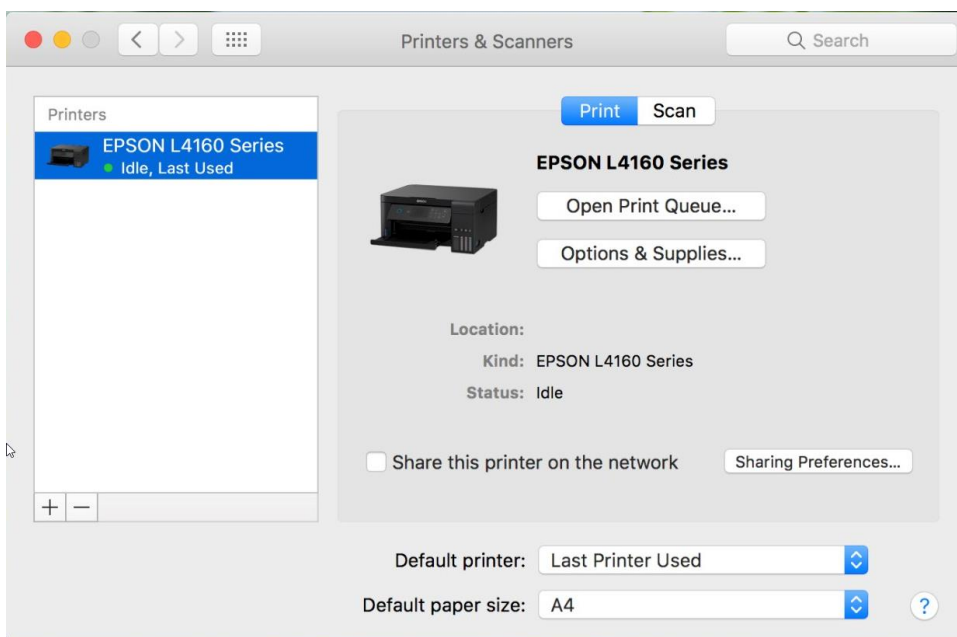 Printers & Scanners
Search
Printers
EPSON L4160 Series
Idle, Last Used
Print
Scan
EPSON L4160 Series
Open Print Queue...
Options & Supplies...
Location:
Kind: EPSON L4160 Series
Status: Idle
Share this printer on the network
Sharing Preferences...
+ −
Default printer: Last Printer Used
Default paper size: A4
?